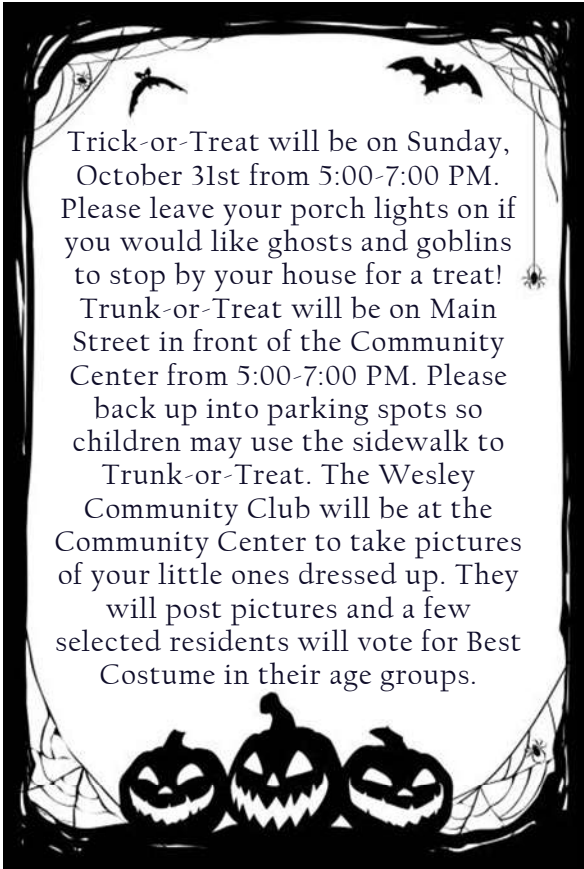 Trick-or-Treat will be on Sunday,
October 31st from 5:00-7:00 PM.
Please leave your porch lights on if
you would like ghosts and goblins
to stop by your house for a treat!
Trunk-or-Treat will be on Main
Street in front of the Community
Center from 5:00-7:00 PM. Please
back up into parking spots so
children may use the sidewalk to
Trunk-or-Treat. The Wesley
Community Club will be at the
Community Center to take pictures
of your little ones dressed up. They
will post pictures and a few
selected residents will vote for Best
Costume in their age groups.